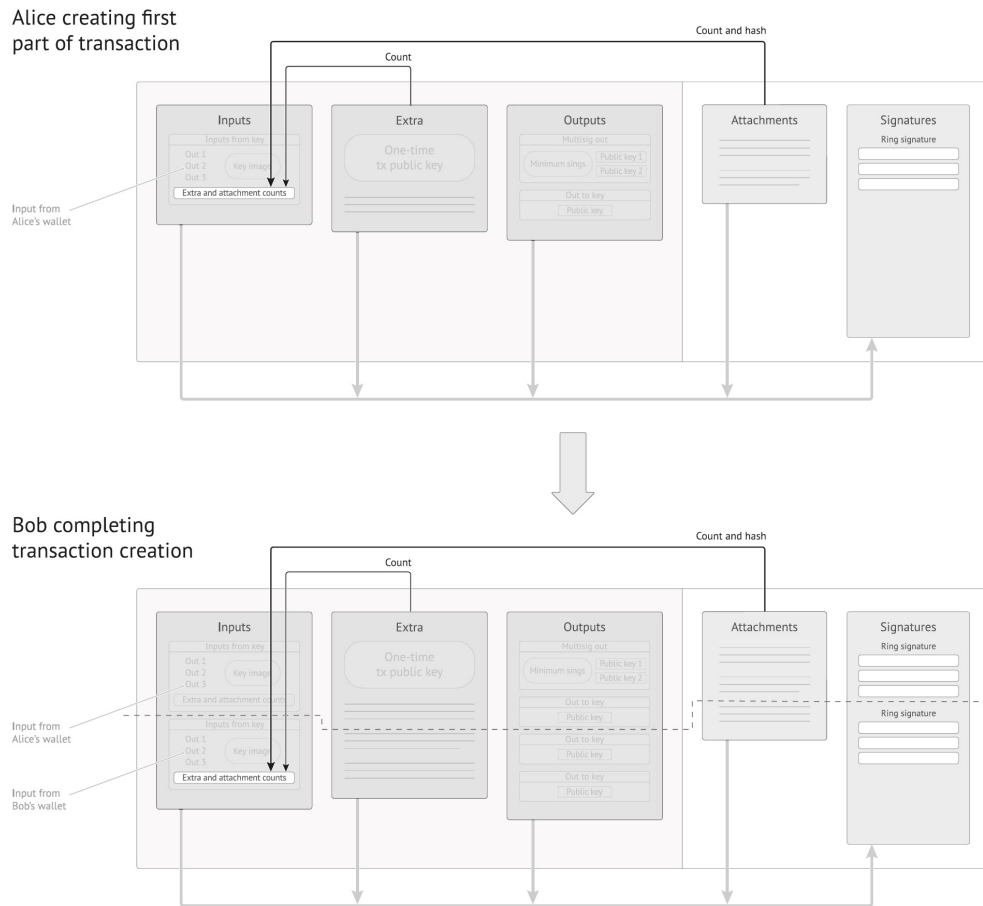 Alice creating first
part of transaction
Count and hash
Count
Inputs
Extra
Outputs
Attachments
Signatures
Inputs from key
One-time
tx public key
Multisig out
Ring signature
Out 1
Out 2
Out 3
Key image
Minimum sings
Public key 1
Public key 2
Extra and attachment counts
Out to key
Public key
Input from
Alice's wallet
Bob completing
transaction creation
Count and hash
Count
Inputs
Extra
Outputs
Attachments
Signatures
Inputs from key
One-time
tx public key
Multisig out
Ring signature
Out 1
Out 2
Out 3
Key image
Minimum sings
Public key 1
Public key 2
Extra and attachment counts
Out to key
Public key
Ring signature
Input from
Alice's wallet
Inputs from key
Out 1
Out 2
Out 3
Key image
Out to key
Public key
Extra and attachment counts
Out to key
Public key
Input from
Bob's wallet